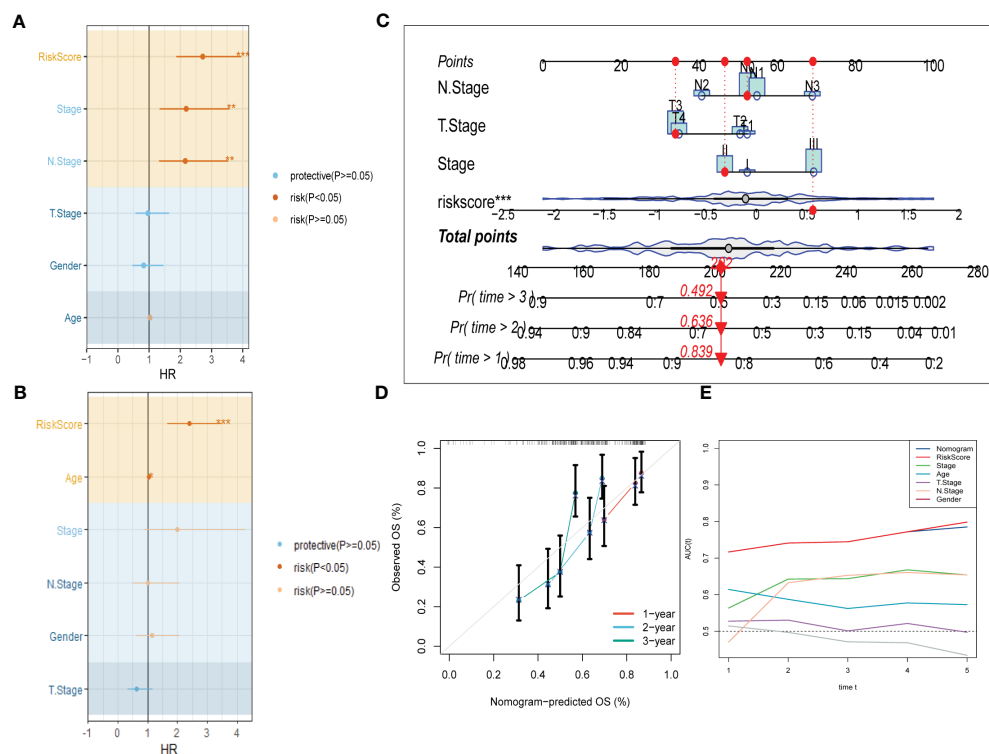 A
RiskScore
***
Stage
**
N.Stage
**
T.Stage
Gender
Age
−1 0 1 2 3 4
HR
protective(P>=0.05)
risk(P<0.05)
risk(P>=0.05)
B
RiskScore
***
Age
*
Stage
N.Stage
Gender
T.Stage
−1 0 1 2 3 4
HR
protective(P>=0.05)
risk(P<0.05)
risk(P>=0.05)
C
Points
0 20 40 60 80 100
N.Stage
N2 N1 N3
T.Stage
T3
T4 T2 T1
Stage
II I III
riskscore***
−2.5 −2 −1.5 −1 −0.5 0 0.5 1 1.5 2
Total points
202
140 160 180 200 220 240 260 280
0.492
Pr( time > 3 )
0.9 0.7 0.5 0.3 0.15 0.06 0.015 0.002
0.636
Pr( time > 2 )
0.94 0.9 0.84 0.7 0.5 0.3 0.15 0.04 0.01
0.839
Pr( time > 1 )
0.98 0.96 0.94 0.9 0.8 0.6 0.4 0.2
D
Observed OS (%)
0.0 0.2 0.4 0.6 0.8 1.0
1−year
2−year
3−year
0.0 0.2 0.4 0.6 0.8 1.0
Nomogram−predicted OS (%)
E
AUC(t)
0.5 0.6 0.7 0.8 0.9 1.0
Nomogram
RiskScore
Stage
Age
T.Stage
N.Stage
Gender
1 2 3 4 5
time t